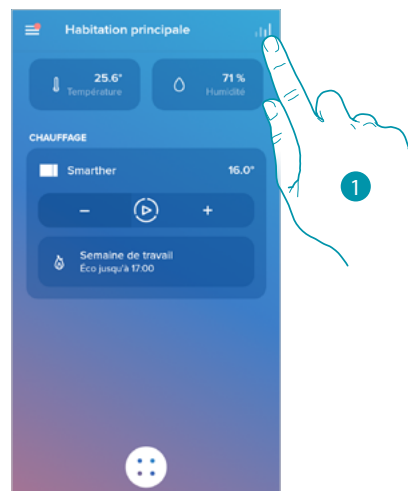 Habitation principale
25.6°
Température
71 %
Humidité
CHAUFFAGE
Smarther
16.0°
–
+
Semaine de travail
Éco jusqu'à 17:00
1